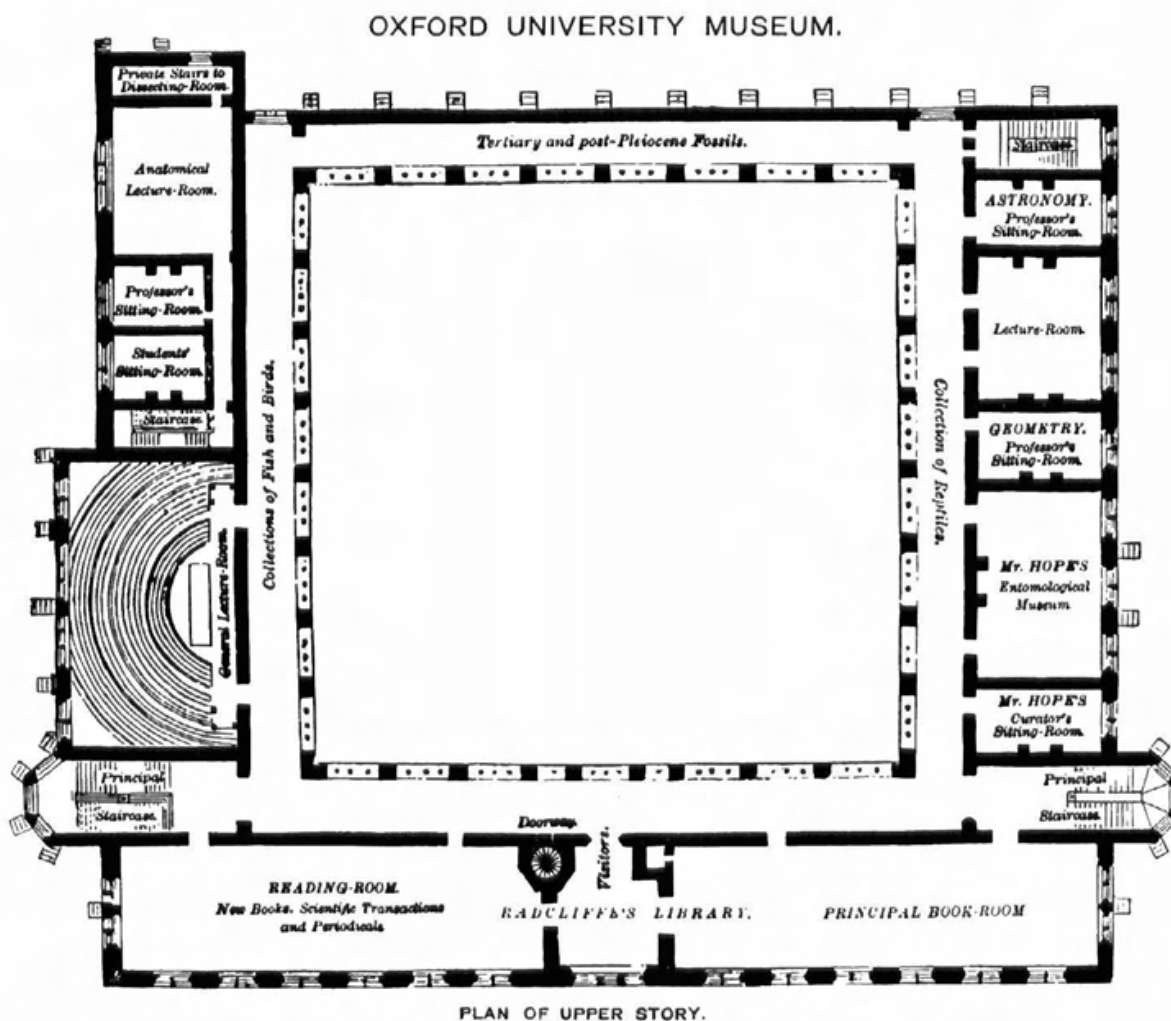 OXFORD UNIVERSITY MUSEUM.
Private Stairs to
Dissecting-Room.
Anatomical
Lecture-Room.
Professor's
Sitting-Room.
Students'
Sitting-Room.
Staircase.
General Lecture-Room.
Principal
Staircase.
Collections of Fish and Birds.
Tertiary and post-Pleiocene Fossils.
Collection of Reptiles.
Staircase
ASTRONOMY.
Professor's
Sitting-Room.
Lecture-Room.
GEOMETRY.
Professor's
Sitting-Room.
Mr. HOPE'S
Entomological
Museum
Mr. HOPE'S
Curator's
Sitting-Room.
Principal
Staircase.
Doorway.
Visitors.
READING-ROOM.
New Books. Scientific Transactions
and Periodicals
RADCLIFFE'S LIBRARY.
PRINCIPAL BOOK-ROOM
PLAN OF UPPER STORY.